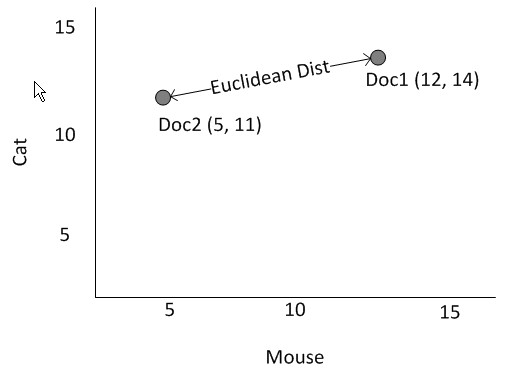 15
Euclidean Dist
Doc1 (12, 14)
Doc2 (5, 11)
10
Cat
5
5
10
15
Mouse